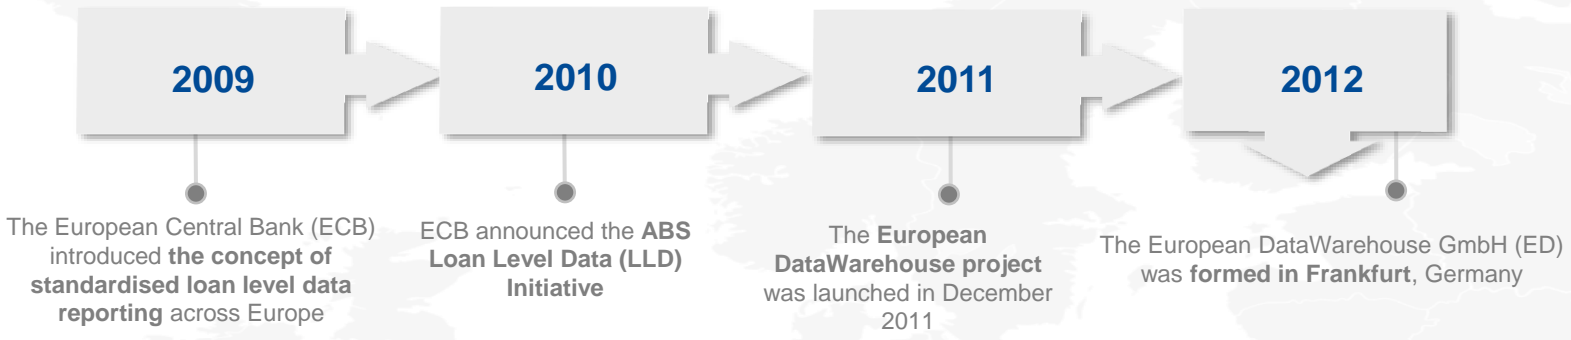 2009
2010
2011
2012
The European Central Bank (ECB)
introduced the concept of
standardised loan level data
reporting across Europe
ECB announced the ABS
Loan Level Data (LLD)
Initiative
The European
DataWarehouse project
was launched in December
2011
The European DataWarehouse GmbH (ED)
was formed in Frankfurt, Germany